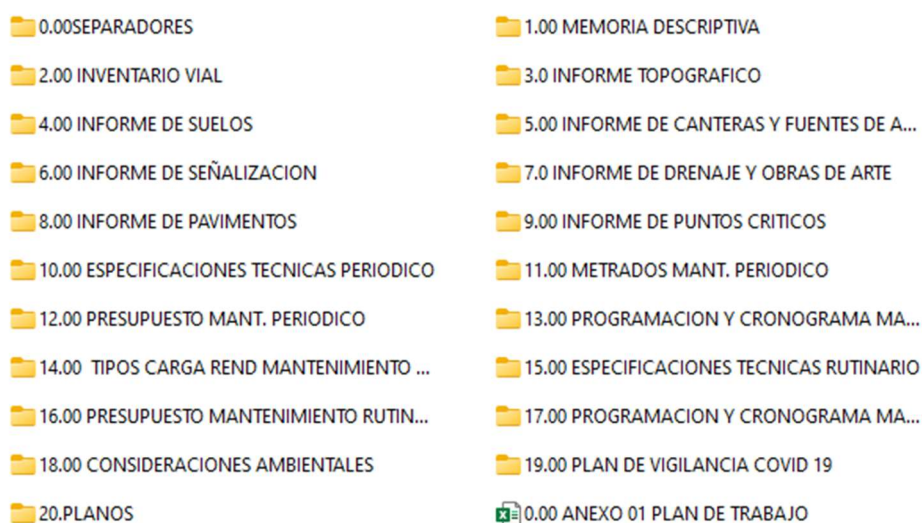 0.00SEPARADORES
1.00 MEMORIA DESCRIPTIVA
2.00 INVENTARIO VIAL
3.0 INFORME TOPOGRAFICO
4.00 INFORME DE SUELOS
5.00 INFORME DE CANTERAS Y FUENTES DE A...
6.00 INFORME DE SEÑALIZACION
7.0 INFORME DE DRENAJE Y OBRAS DE ARTE
8.00 INFORME DE PAVIMENTOS
9.00 INFORME DE PUNTOS CRITICOS
10.00 ESPECIFICACIONES TECNICAS PERIODICO
11.00 METRADOS MANT. PERIODICO
12.00 PRESUPUESTO MANT. PERIODICO
13.00 PROGRAMACION Y CRONOGRAMA MA...
14.00  TIPOS CARGA REND MANTENIMIENTO ...
15.00 ESPECIFICACIONES TECNICAS RUTINARIO
16.00 PRESUPUESTO MANTENIMIENTO RUTIN...
17.00 PROGRAMACION Y CRONOGRAMA MA...
18.00 CONSIDERACIONES AMBIENTALES
19.00 PLAN DE VIGILANCIA COVID 19
20.PLANOS
0.00 ANEXO 01 PLAN DE TRABAJO